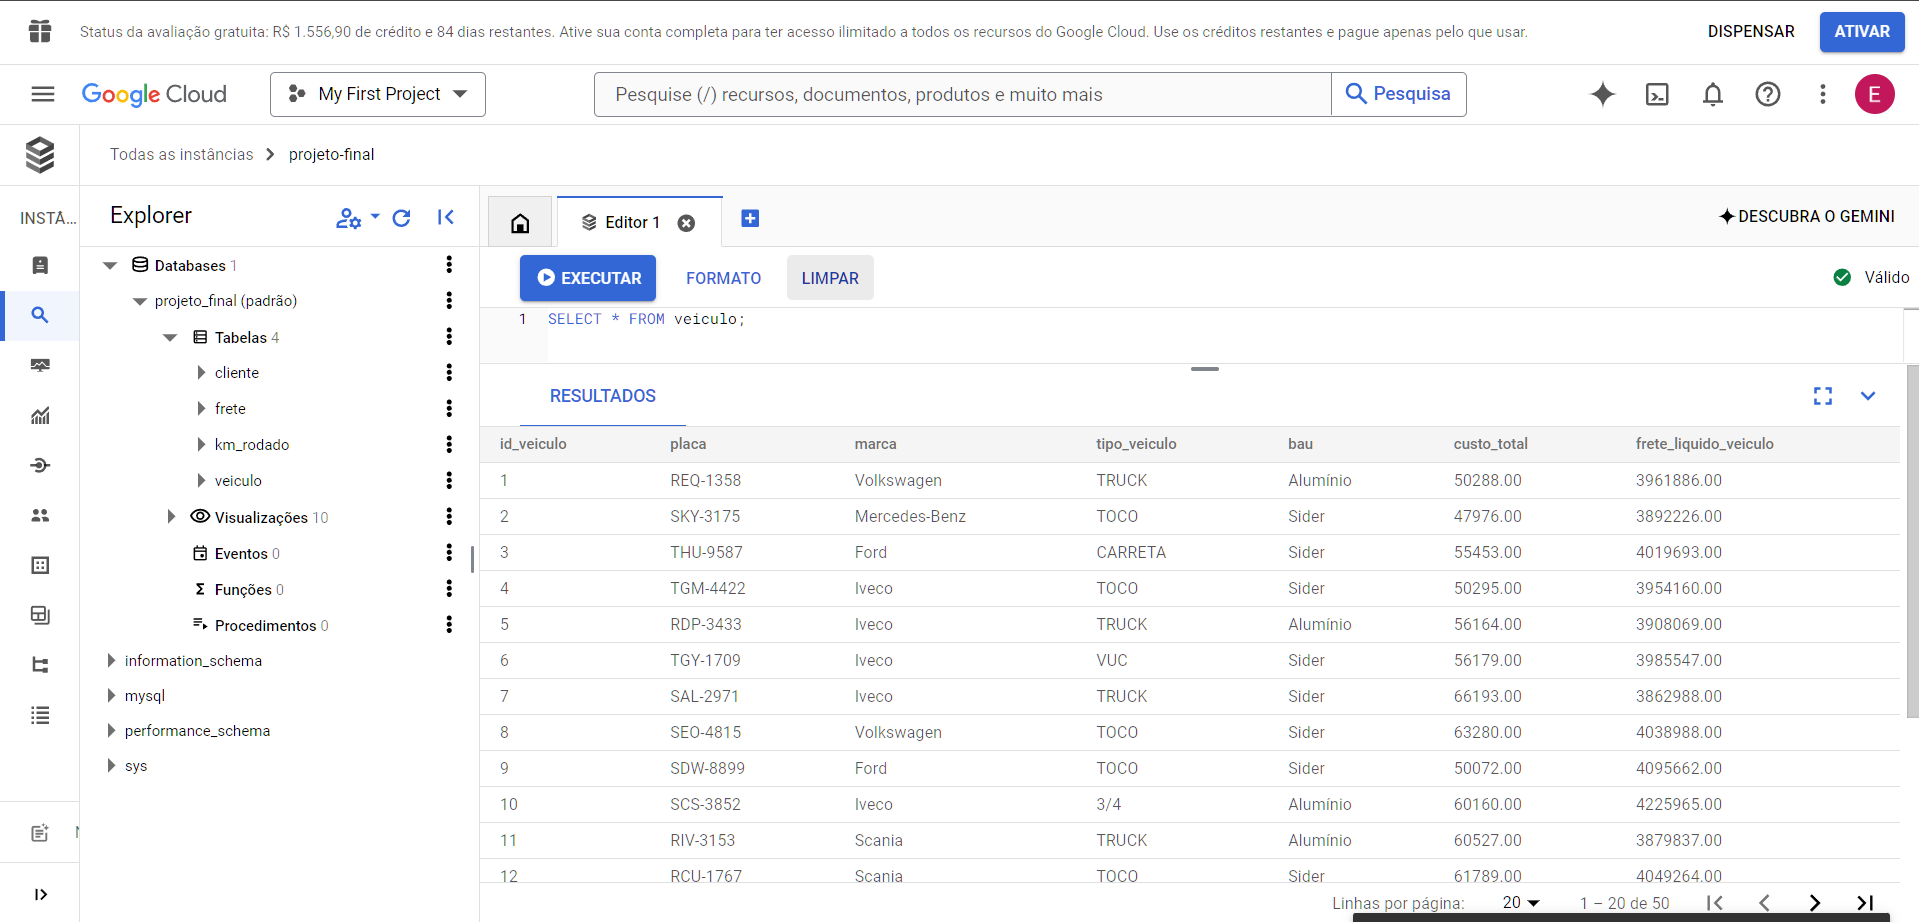 Status da avaliação gratuita: R$ 1.556,90 de crédito e 84 dias restantes. Ative sua conta completa para ter acesso ilimitado a todos os recursos do Google Cloud. Use os créditos restantes e pague apenas pelo que usar.
DISPENSAR
ATIVAR
Google Cloud
My First Project
Pesquise (/) recursos, documentos, produtos e muito mais
Pesquisa
E
Todas as instâncias
projeto-final
INSTÂ...
Explorer
Editor 1
DESCUBRA O GEMINI
Databases 1
projeto_final (padrão)
Tabelas 4
cliente
frete
km_rodado
veiculo
Visualizações 10
Eventos 0
Funções 0
Procedimentos 0
information_schema
mysql
performance_schema
sys
EXECUTAR
FORMATO
LIMPAR
Válido
1 SELECT * FROM veiculo;
RESULTADOS
id_veiculo placa marca tipo_veiculo bau custo_total frete_liquido_veiculo
1 REQ-1358 Volkswagen TRUCK Alumínio 50288.00 3961886.00
2 SKY-3175 Mercedes-Benz TOCO Sider 47976.00 3892226.00
3 THU-9587 Ford CARRETA Sider 55453.00 4019693.00
4 TGM-4422 Iveco TOCO Sider 50295.00 3954160.00
5 RDP-3433 Iveco TRUCK Alumínio 56164.00 3908069.00
6 TGY-1709 Iveco VUC Sider 56179.00 3985547.00
7 SAL-2971 Iveco TRUCK Sider 66193.00 3862988.00
8 SEO-4815 Volkswagen TOCO Sider 63280.00 4038988.00
9 SDW-8899 Ford TOCO Sider 50072.00 4095662.00
10 SCS-3852 Iveco 3/4 Alumínio 60160.00 4225965.00
11 RIV-3153 Scania TRUCK Alumínio 60527.00 3879837.00
12 RCU-1767 Scania TOCO Sider 61789.00 4049264.00
Linhas por página: 20 1 – 20 de 50